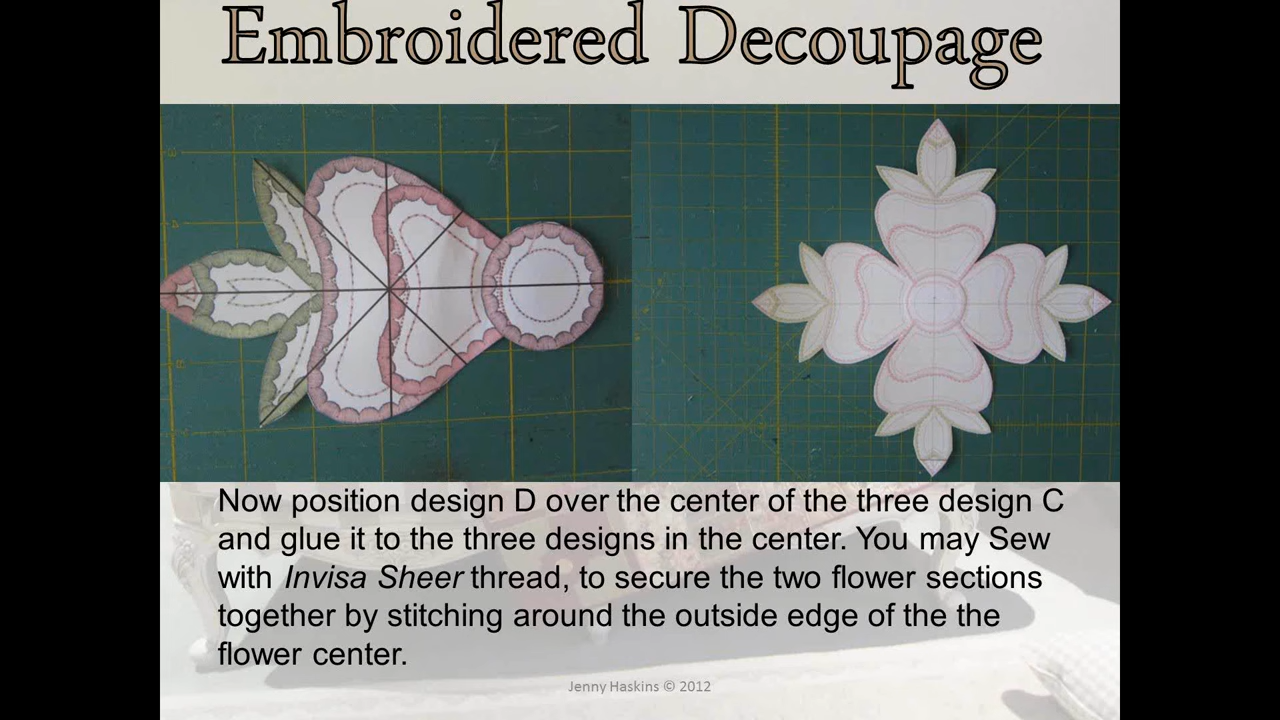 Embroidered Decoupage
Now position design D over the center of the three design C
and glue it to the three designs in the center. You may Sew
with Invisa Sheer thread, to secure the two flower sections
together by stitching around the outside edge of the the
flower center.
Jenny Haskins © 2012